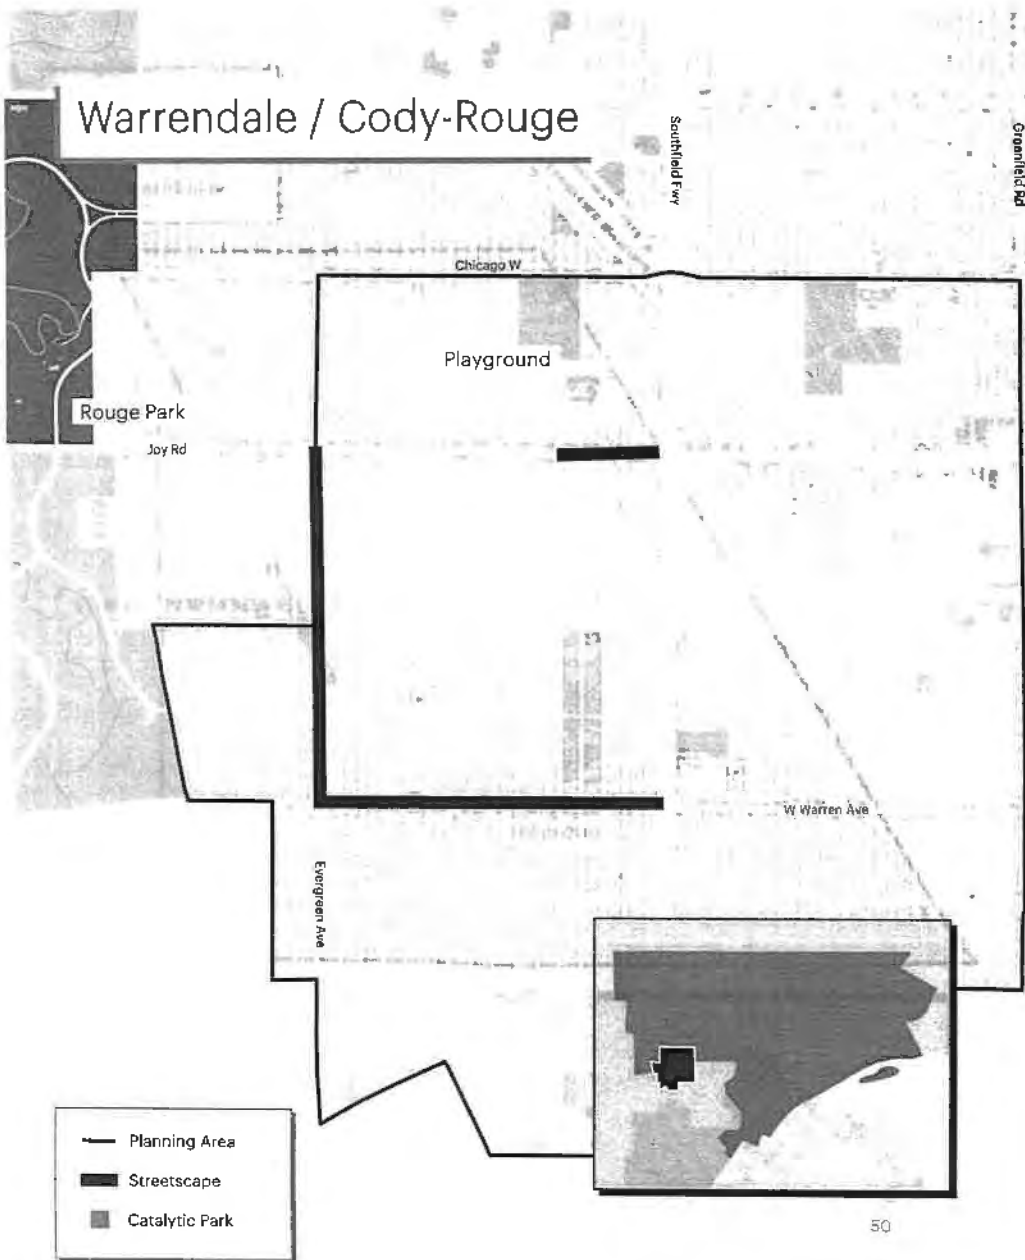 Warrendale / Cody-Rouge
Southfield Fwy
Greenfield Rd
Chicago W
Playground
Rouge Park
Joy Rd
W Warren Ave
Evergreen Ave
Planning Area
Streetscape
Catalytic Park
50